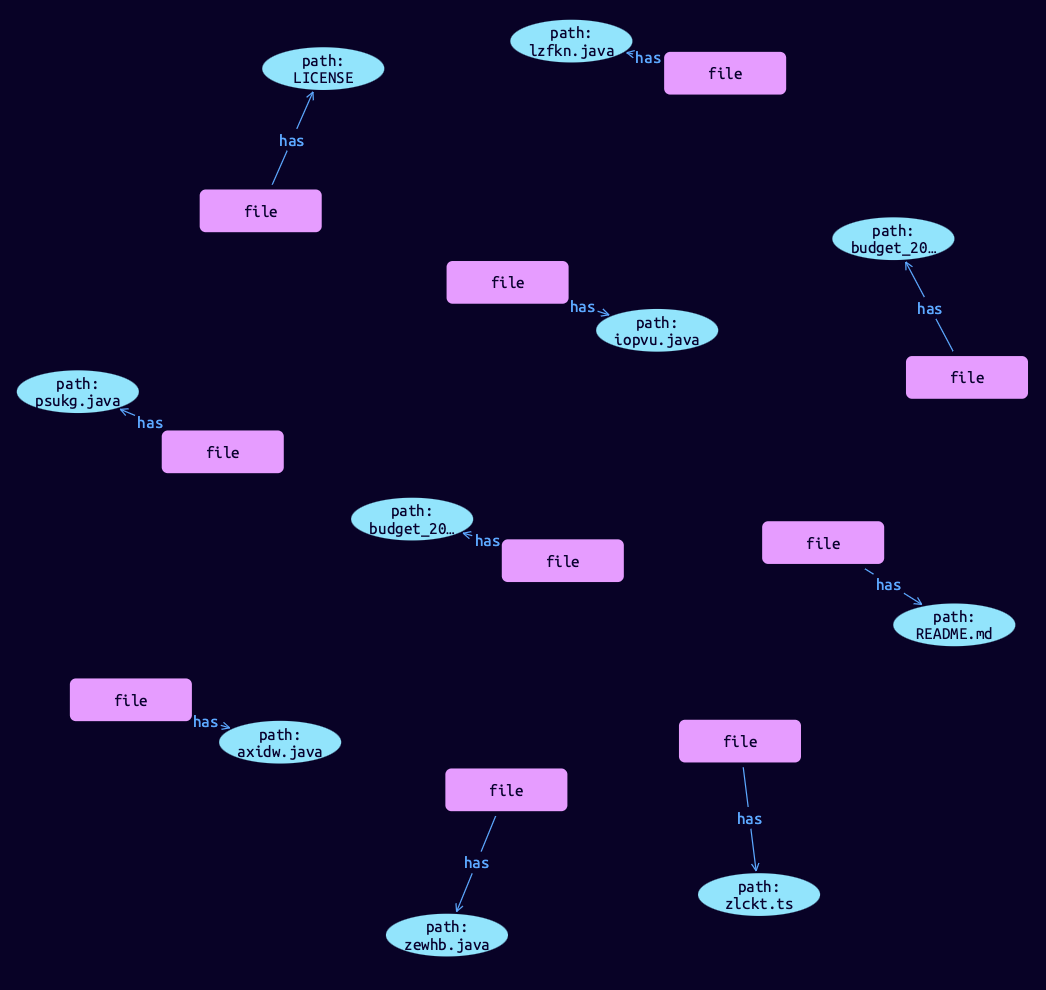 path:
lzfkn.java
has
file
path:
LICENSE
has
file
path:
budget_20…
has
file
file
has
path:
iopvu.java
path:
psukg.java
has
file
path:
budget_20…
has
file
file
has
path:
README.md
file
has
path:
axidw.java
file
has
path:
zlckt.ts
file
has
path:
zewhb.java